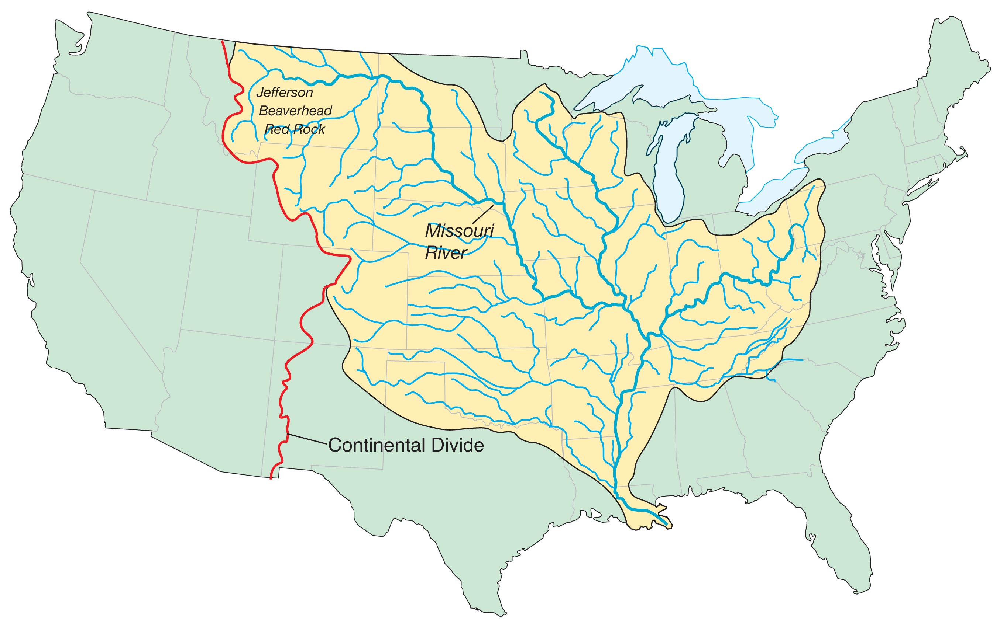 Jefferson
Beaverhead
Red Rock
Missouri
River
Continental Divide